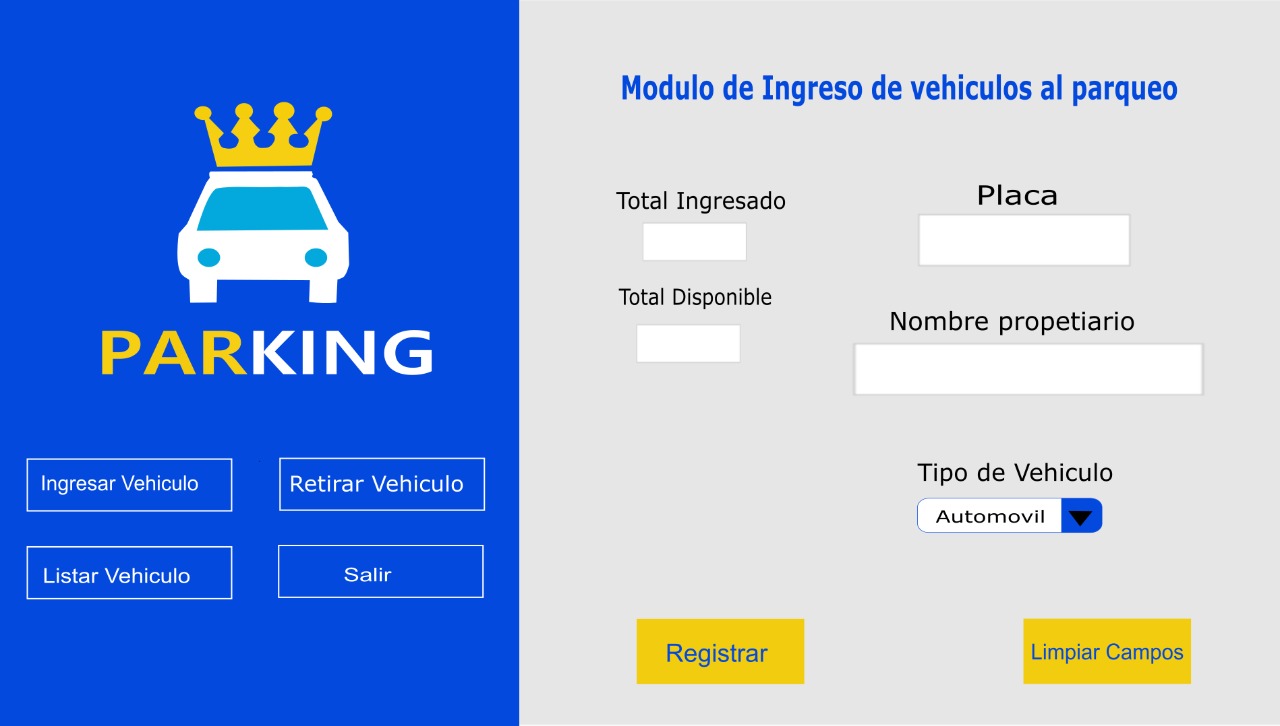 PARKING
Ingresar Vehiculo
Retirar Vehiculo
Listar Vehiculo
Salir
Modulo de Ingreso de vehiculos al parqueo
Total Ingresado
Total Disponible
Placa
Nombre propetiario
Tipo de Vehiculo
Automovil
Registrar
Limpiar Campos